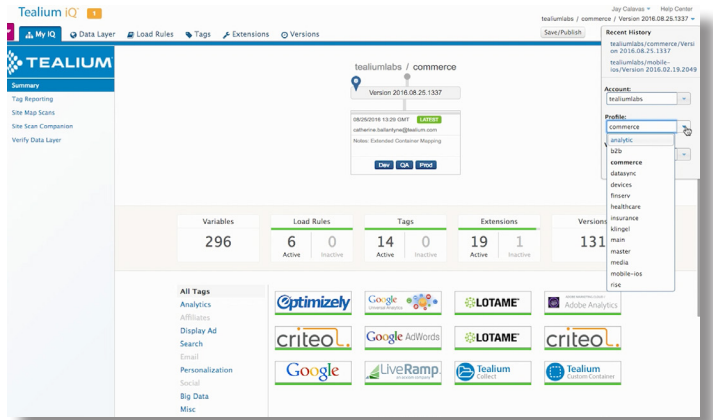 Tealium iQ 1
Jay Calavas Help Center
tealiumlabs / commerce / Version 2016.08.25.1337
My iQ Data Layer Load Rules Tags Extensions Versions Save/Publish
Recent History
tealiumlabs/commerce/Versi
on 2016.08.25.1337
tealiumlabs/mobile-
ios/Version 2016.02.19.2049
Account:
tealiumlabs
Profile:
commerce
analytic
b2b
commerce
datasync
devices
finserv
healthcare
insurance
klingel
main
master
media
mobile-ios
rise
TEALIUM
Summary
Tag Reporting
Site Map Scans
Site Scan Companion
Verify Data Layer
tealiumlabs / commerce
Version 2016.08.25.1337
08/25/2016 13:29 GMT LATEST
catherine.ballantyne@tealium.com
Notes: Extended Container Mapping
Dev QA Prod
Variables
296
Load Rules
6 0
Active Inactive
Tags
14 0
Active Inactive
Extensions
19 1
Active Inactive
Versions
131
All Tags
Analytics
Affiliates
Display Ad
Search
Email
Personalization
Social
Big Data
Misc
Optimizely
Google
Universal Analytics
LOTAME
Adobe Analytics
criteo
Google AdWords
LOTAME
criteo
Google
LiveRamp
Tealium
Collect
Tealium
Custom Container